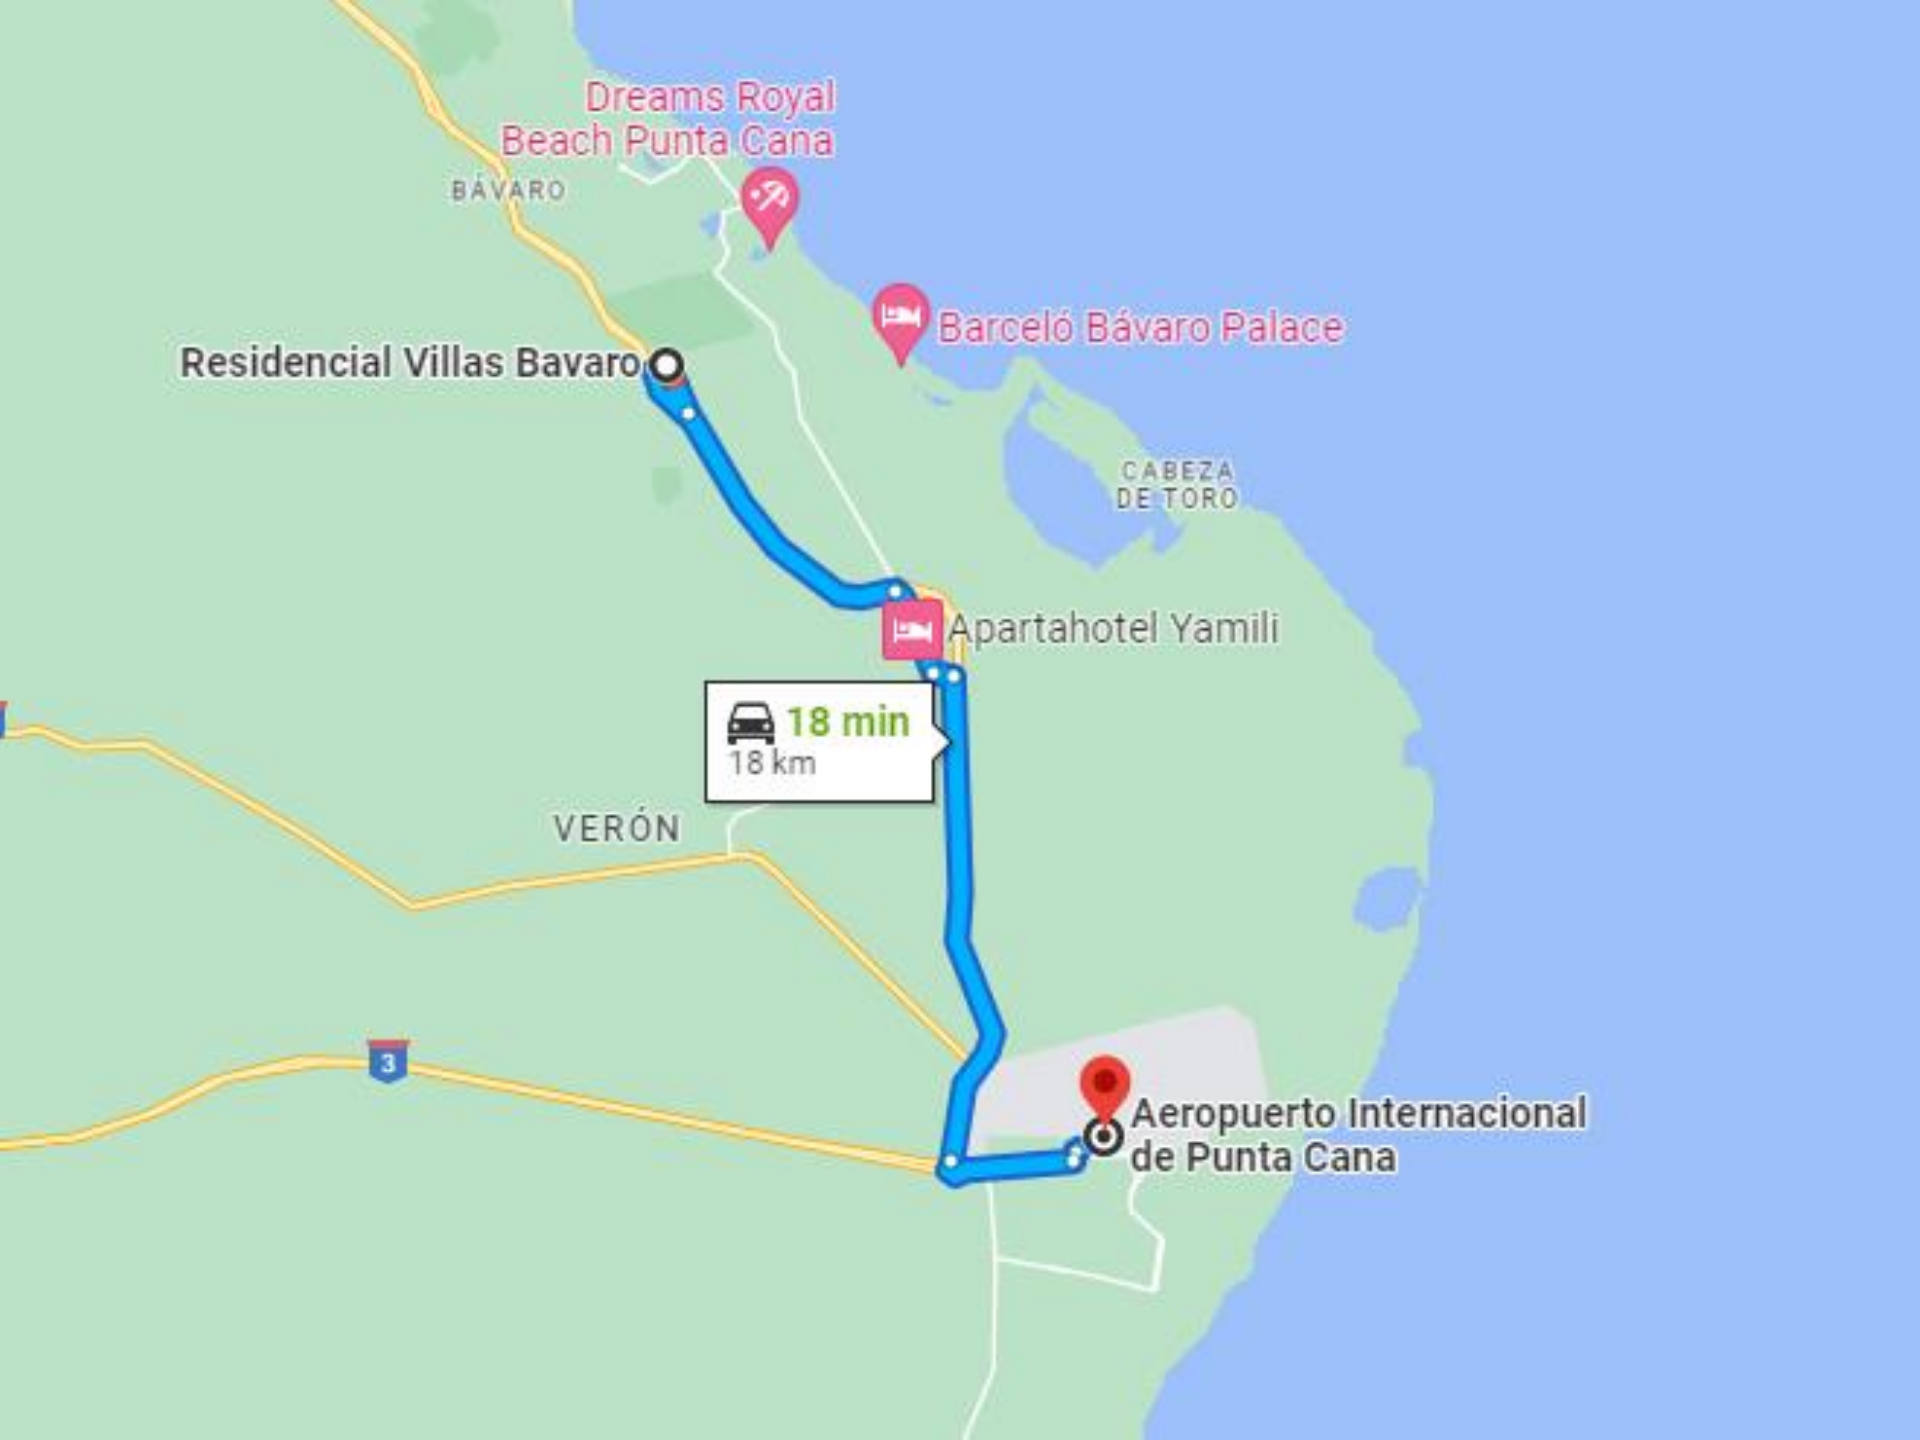 Dreams Royal
Beach Punta Cana
BÁVARO
Barceló Bávaro Palace
Residencial Villas Bavaro
CABEZA
DE TORO
Apartahotel Yamili
18 min
18 km
VERÓN
3
Aeropuerto Internacional
de Punta Cana